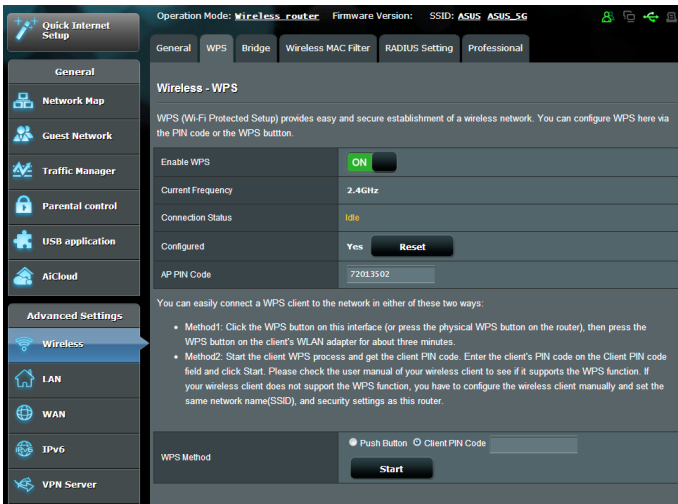 Quick Internet
Setup
Operation Mode: Wireless router Firmware Version: SSID: ASUS ASUS_5G
General WPS Bridge Wireless MAC Filter RADIUS Setting Professional
General
Network Map
Guest Network
Traffic Manager
Parental control
USB application
AiCloud
Advanced Settings
Wireless
LAN
WAN
IPv6
VPN Server
Wireless - WPS
WPS (Wi-Fi Protected Setup) provides easy and secure establishment of a wireless network. You can configure WPS here via
the PIN code or the WPS buttton.
Enable WPS ON
Current Frequency 2.4GHz
Connection Status Idle
Configured Yes Reset
AP PIN Code 72013502
You can easily connect a WPS client to the network in either of these two ways:
• Method1: Click the WPS button on this interface (or press the physical WPS button on the router), then press the
WPS button on the client's WLAN adapter for about three minutes.
• Method2: Start the client WPS process and get the client PIN code. Enter the client's PIN code on the Client PIN code
field and click Start. Please check the user manual of your wireless client to see if it supports the WPS function. If
your wireless client does not support the WPS function, you have to configure the wireless client manually and set the
same network name(SSID), and security settings as this router.
WPS Method Push Button Client PIN Code
Start